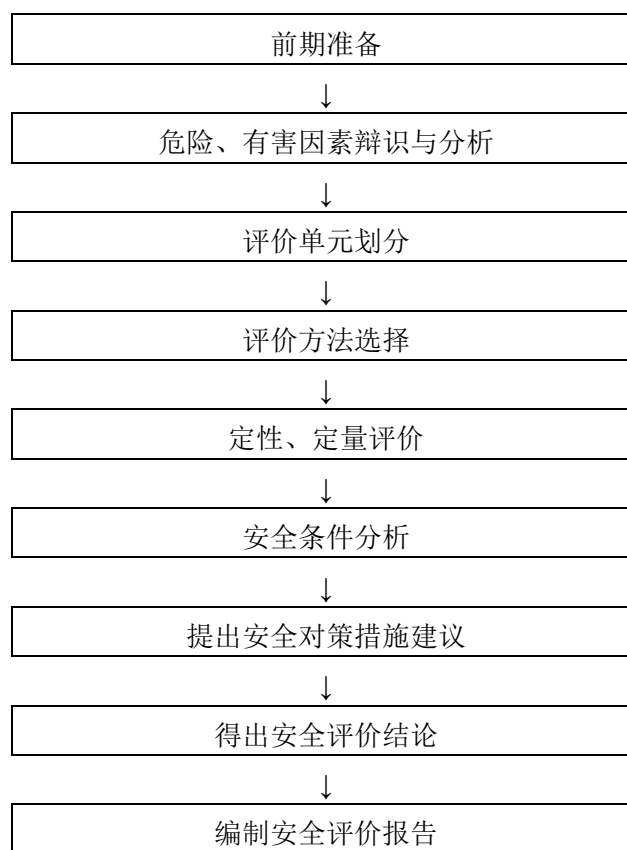 前期准备
↓
危险、有害因素辩识与分析
↓
评价单元划分
↓
评价方法选择
↓
定性、定量评价
↓
安全条件分析
↓
提出安全对策措施建议
↓
得出安全评价结论
↓
编制安全评价报告